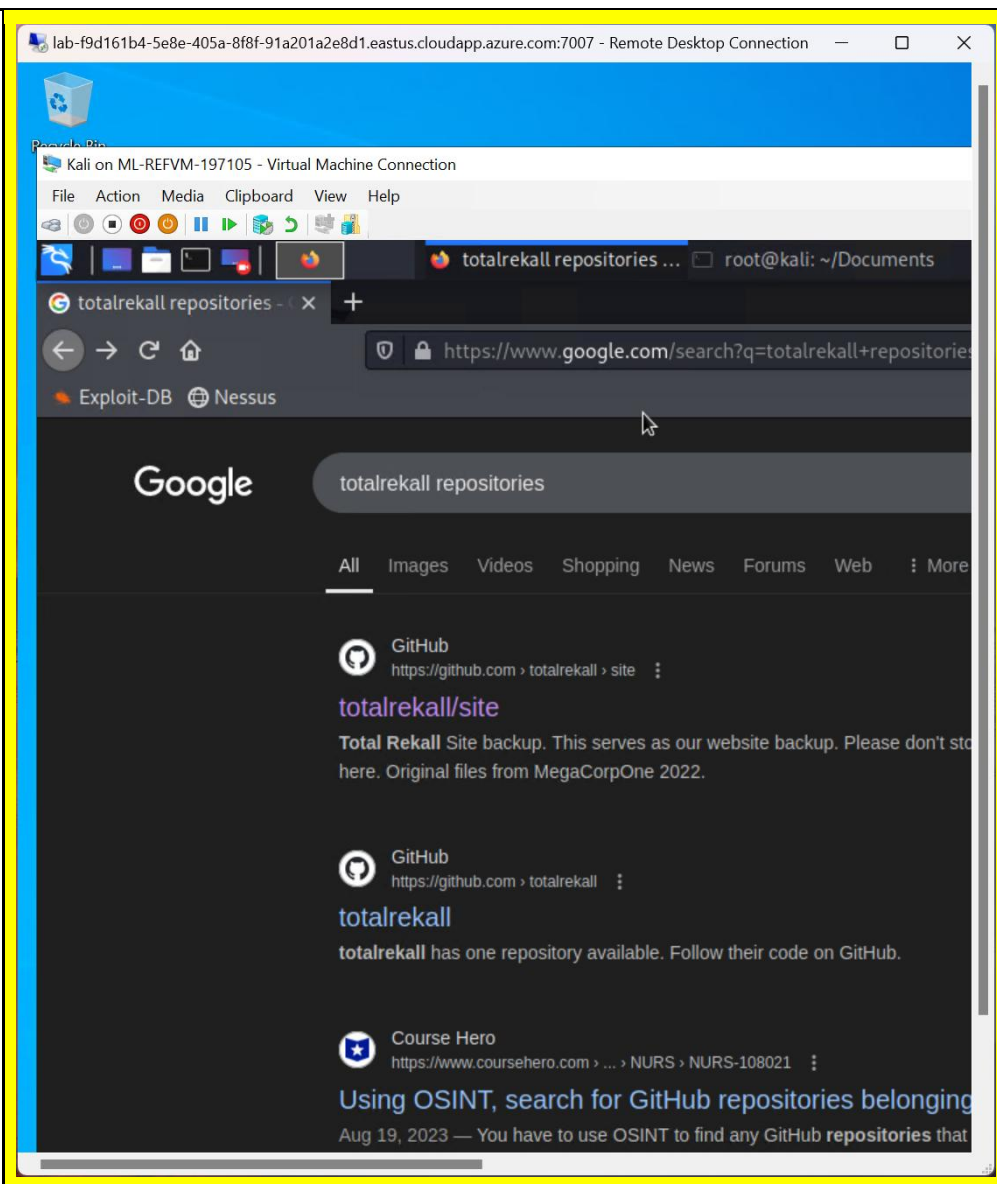 lab-f9d161b4-5e8e-405a-8f8f-91a201a2e8d1.eastus.cloudapp.azure.com:7007 - Remote Desktop Connection
Recycle Bin
Kali on ML-REFVM-197105 - Virtual Machine Connection
File Action Media Clipboard View Help
totalrekall repositories ... root@kali: ~/Documents
totalrekall repositories -
https://www.google.com/search?q=totalrekall+repositories
Exploit-DB Nessus
Google totalrekall repositories
All Images Videos Shopping News Forums Web More
GitHub
https://github.com › totalrekall › site
totalrekall/site
Total Rekall Site backup. This serves as our website backup. Please don't
here. Original files from MegaCorpOne 2022.
GitHub
https://github.com › totalrekall
totalrekall
totalrekall has one repository available. Follow their code on GitHub.
Course Hero
https://www.coursehero.com › ... › NURS › NURS-108021
Using OSINT, search for GitHub repositories belonging
Aug 19, 2023 — You have to use OSINT to find any GitHub repositories that